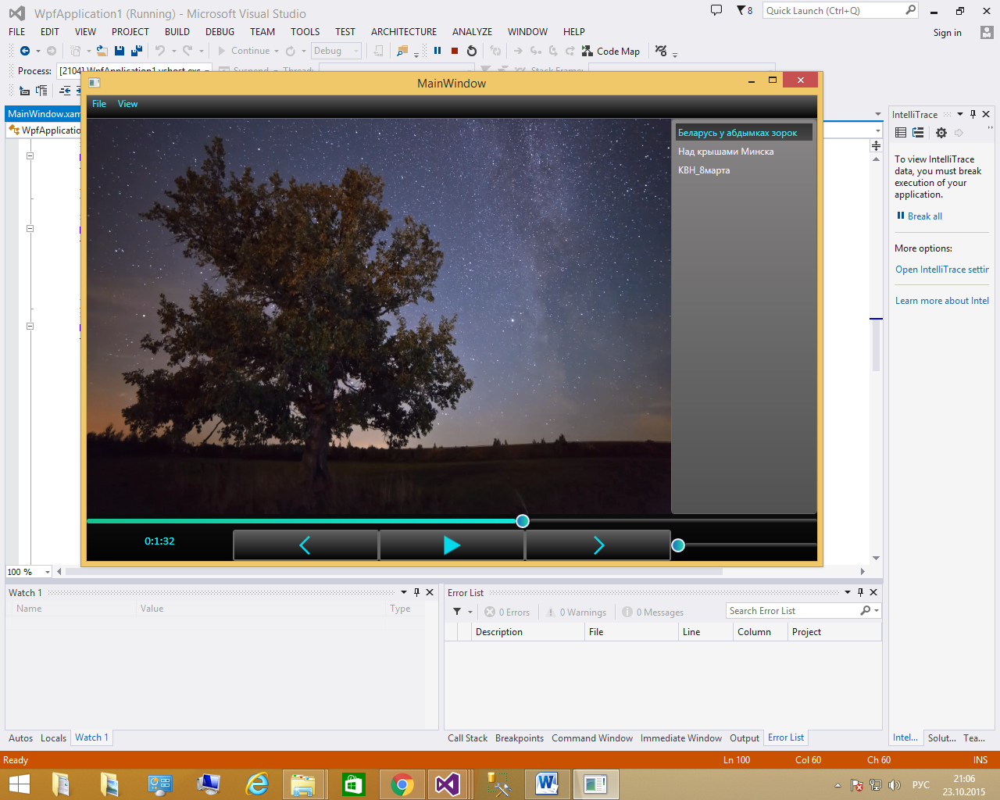 WpfApplication1 (Running) - Microsoft Visual Studio
8
Quick Launch (Ctrl+Q)
FILE EDIT VIEW PROJECT BUILD DEBUG TEAM TOOLS TEST ARCHITECTURE ANALYZE WINDOW HELP
Sign in
Continue Debug Code Map
Process: [2104] WpfApplication1.vshost.exe Suspend Thread: Stack Frame:
MainWindow
File View
MainWindow.xam
WpfApplicatio
Беларусь у абдымках зорок
Над крышами Минска
КВН_8марта
0:1:32
IntelliTrace
To view IntelliTrace
data, you must break
execution of your
application.
Break all
More options:
Open IntelliTrace settir
Learn more about Intel
100 %
Watch 1
Name Value Type
Error List
0 Errors 0 Warnings 0 Messages Search Error List
Description File Line Column Project
Autos Locals Watch 1
Call Stack Breakpoints Command Window Immediate Window Output Error List
Intel... Solut... Tea...
Ready Ln 100 Col 60 Ch 60 INS
РУС
21:06
23.10.2015